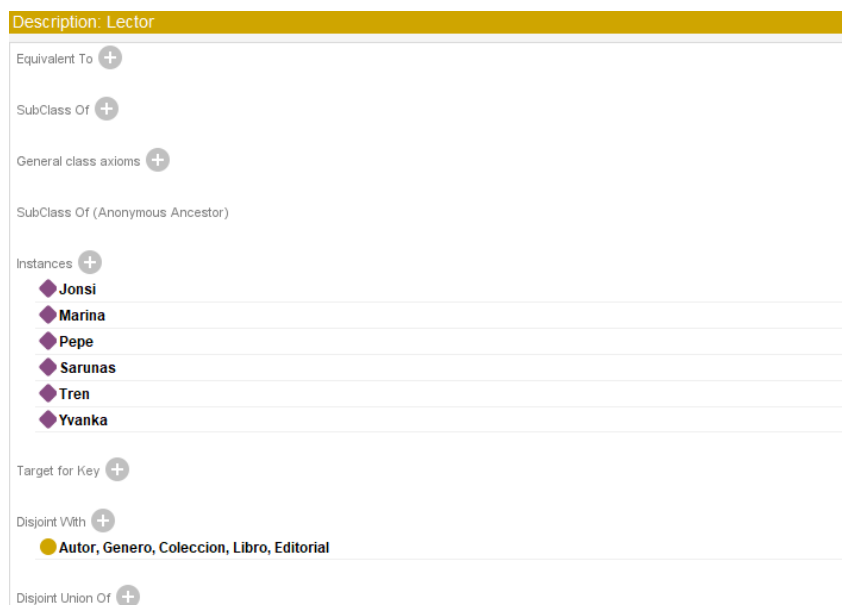 Description: Lector
Equivalent To
SubClass Of
General class axioms
SubClass Of (Anonymous Ancestor)
Instances
Jonsi
Marina
Pepe
Sarunas
Tren
Yvanka
Target for Key
Disjoint With
Autor, Genero, Coleccion, Libro, Editorial
Disjoint Union Of